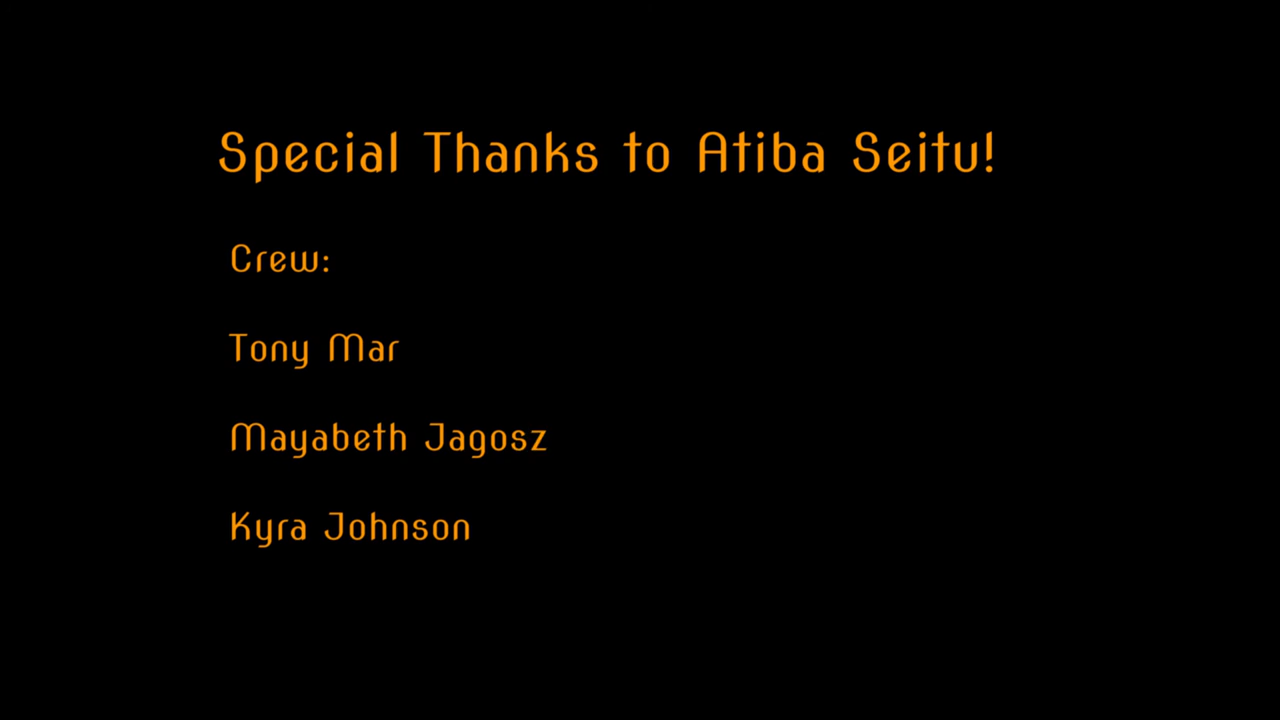 Special Thanks to Atiba Seitu!
Crew:
Tony Mar
Mayabeth Jagosz
Kyra Johnson